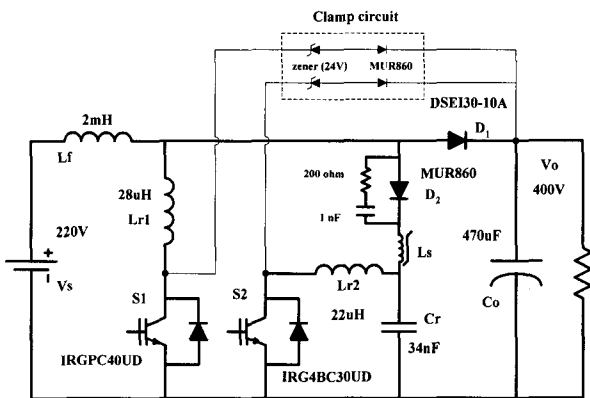 Clamp circuit
zener (24V) MUR860
DSEI30-10A
2mH
D1
Lf
200 ohm
MUR860
D2
Vo
400V
28uH
Lr1
1 nF
470uF
220V
+
Ls
Vs
-
S1
S2
Lr2
Co
22uH
Cr
IRGPC40UD
34nF
IRG4BC30UD